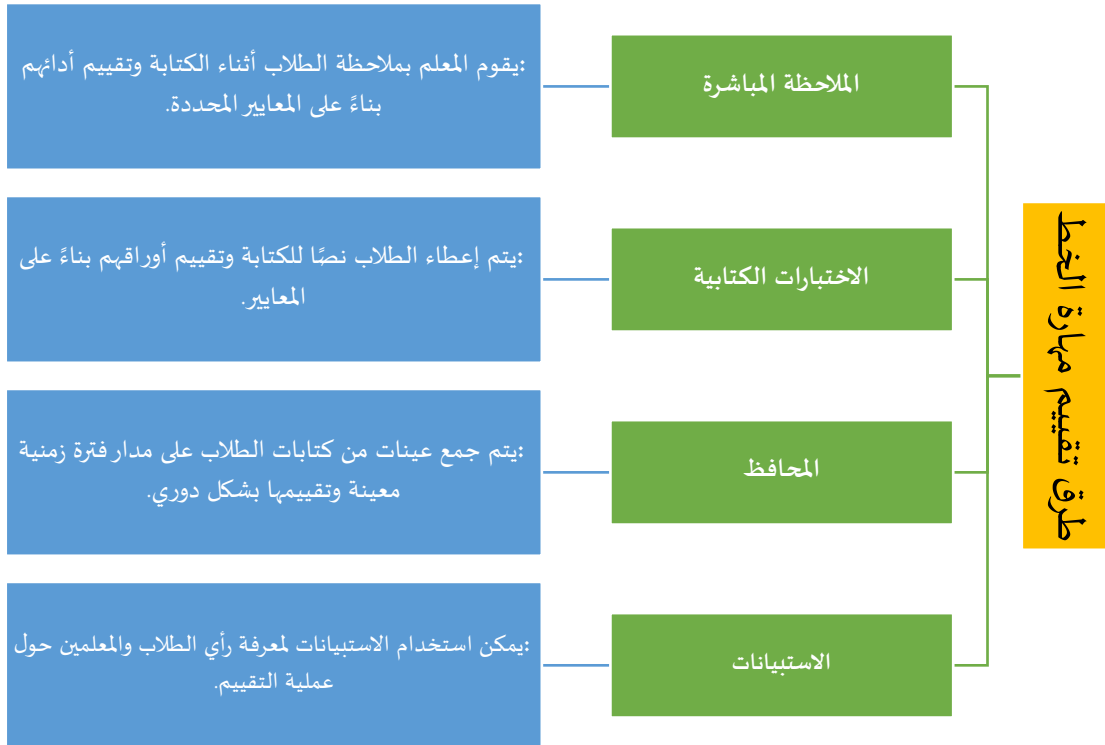 طرق تقييم مهارة الخط
الملاحظة المباشرة
:يقوم المعلم بملاحظة الطلاب أثناء الكتابة وتقييم أدائهم
بناءً على المعايير المحددة.
الاختبارات الكتابية
:يتم إعطاء الطلاب نصًا للكتابة وتقييم أوراقهم بناءً على
المعايير.
المحافظ
:يتم جمع عينات من كتابات الطلاب على مدار فترة زمنية
معينة وتقييمها بشكل دوري.
الاستبيانات
:يمكن استخدام الاستبيانات لمعرفة رأي الطلاب والمعلمين حول
عملية التقييم.